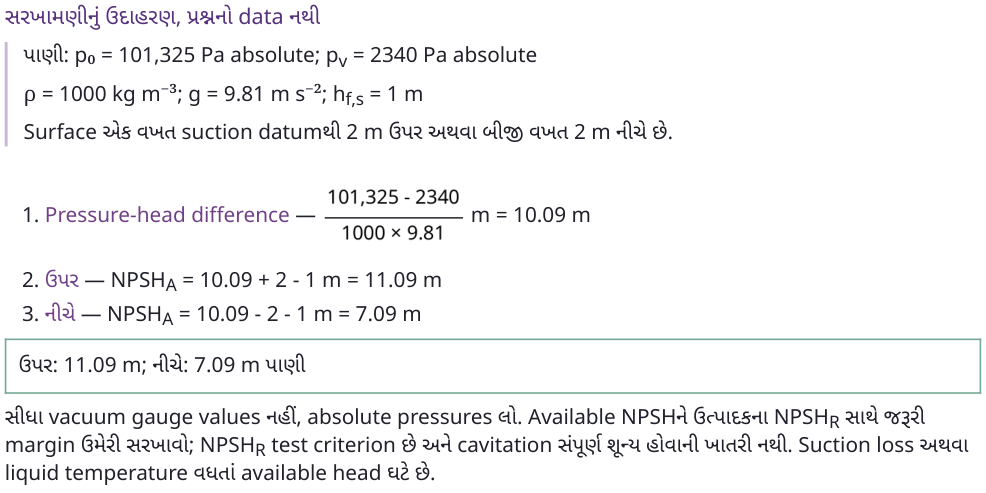 સરખામણીનું ઉદાહરણ, પ્રશ્નનો data નથી
પાણી: p₀ = 101,325 Pa absolute; pᵥ = 2340 Pa absolute
ρ = 1000 kg m⁻³; g = 9.81 m s⁻²; h_f,s = 1 m
Surface એક વખત suction datumથી 2 m ઉપર અથવા બીજી વખત 2 m નીચે છે.
1. Pressure-head difference — (101,325 - 2340) / (1000 × 9.81) m = 10.09 m
2. ઉપર — NPSH_A = 10.09 + 2 - 1 m = 11.09 m
3. નીચે — NPSH_A = 10.09 - 2 - 1 m = 7.09 m
ઉપર: 11.09 m; નીચે: 7.09 m પાણી
સીધા vacuum gauge values નહીં, absolute pressures લો. Available NPSHને ઉત્પાદકના NPSH_R સાથે જરૂરી
margin ઉમેરી સરખાવો; NPSH_R test criterion છે અને cavitation સંપૂર્ણ શૂન્ય હોવાની ખાતરી નથી. Suction loss અથવા
liquid temperature વધતાં available head ઘટે છે.